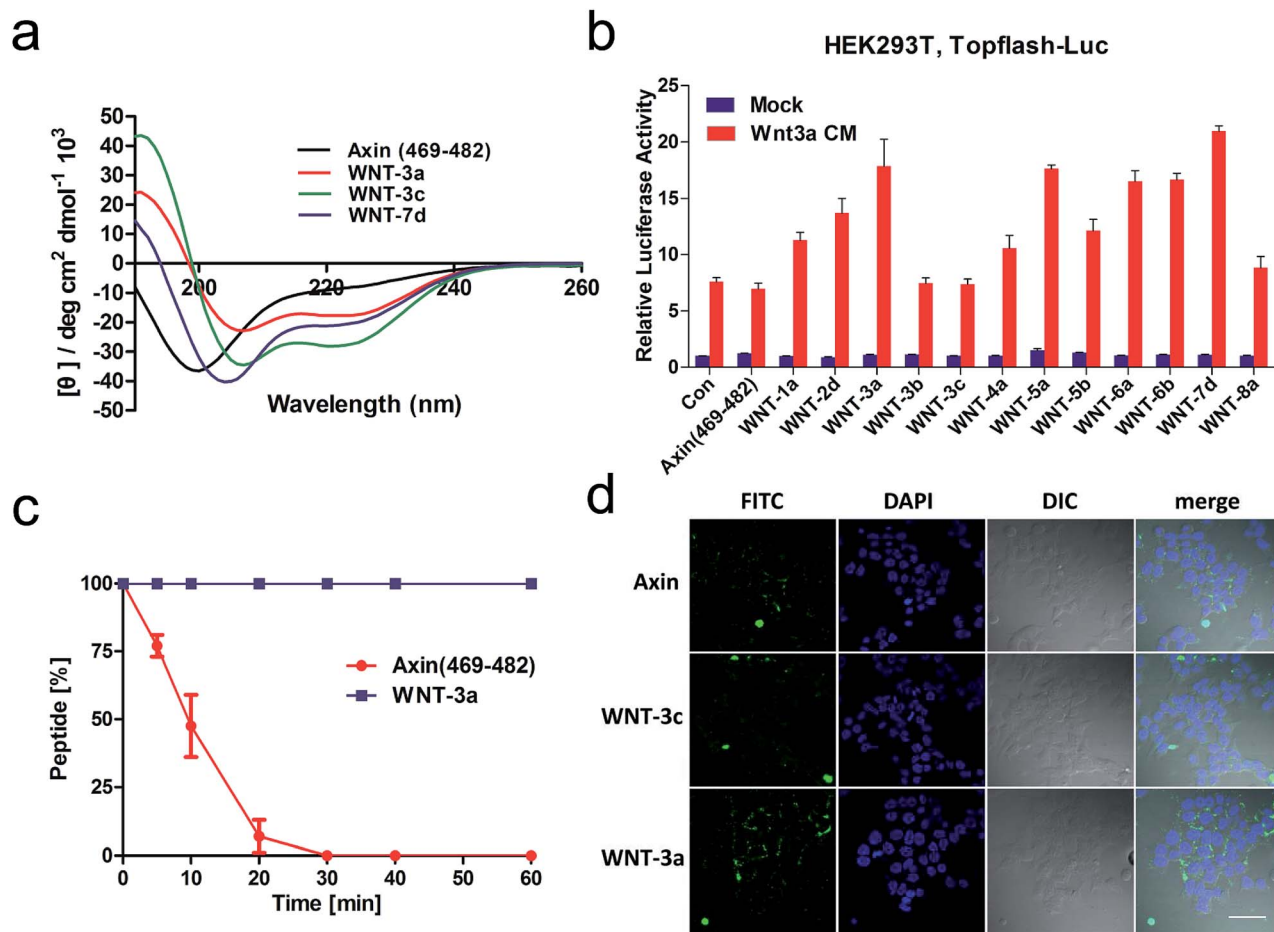 a
50
40
30
20
10
0
-10
-20
-30
-40
-50
200
220
240
260
[θ] / deg cm² dmol⁻¹ 10³
Wavelength (nm)
Axin (469-482)
WNT-3a
WNT-3c
WNT-7d
b
HEK293T, Topflash-Luc
Relative Luciferase Activity
25
20
15
10
5
0
Mock
Wnt3a CM
Con
Axin(469-482)
WNT-1a
WNT-2d
WNT-3a
WNT-3b
WNT-3c
WNT-4a
WNT-5a
WNT-5b
WNT-6a
WNT-6b
WNT-7d
WNT-8a
c
Peptide [%]
100
75
50
25
0
0
10
20
30
40
50
60
Time [min]
Axin(469-482)
WNT-3a
d
FITC
DAPI
DIC
merge
Axin
WNT-3c
WNT-3a